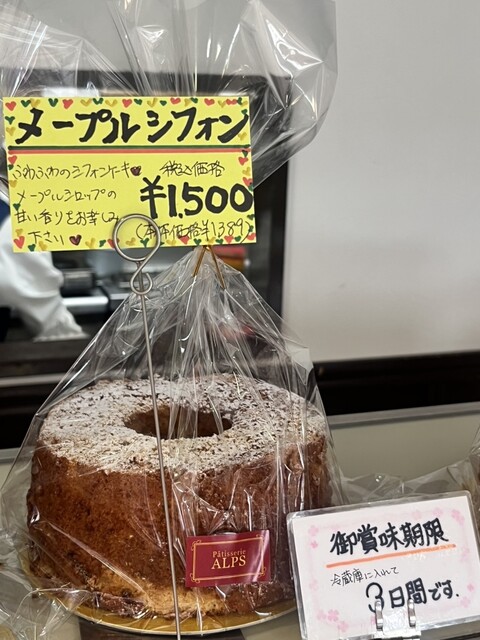 メープルシフォン
ふわふわのシフォンケーキ♥
メープルシロップの
甘い香りをお楽しみ
下さい♥
税込価格
¥1,500
(本体価格¥1389)
Pâtisserie
ALPS
御賞味期限
冷蔵庫に入れて
3日間です.